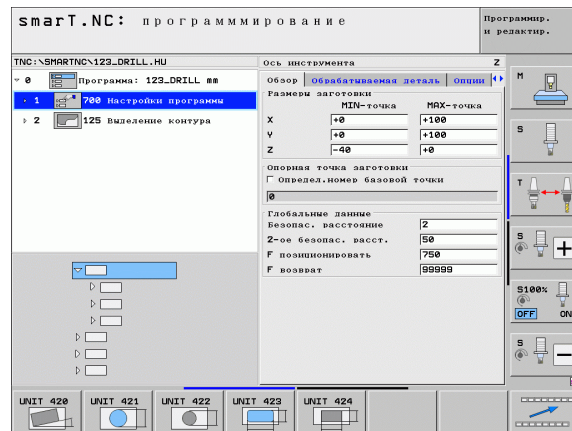 smarT.NC: программмирование
Программир.
и редактир.
TNC:\SMARTNC\123_DRILL.HU
Ось инструмента Z
0 Программа: 123_DRILL mm
1 700 Настройки программы
2 125 Выделение контура
Обзор Обрабатываемая деталь Опции
Размеры заготовки
MIN-точка MAX-точка
X +0 +100
Y +0 +100
Z -40 +0
Опорная точка заготовки
Определ.номер базовой точки
0
Глобальные данные
Безопас. расстояние 2
2-ое безопас. расст. 50
F позиционировать 750
F возврат 99999
M
S
T
S
S100%
OFF ON
S
UNIT 420 UNIT 421 UNIT 422 UNIT 423 UNIT 424